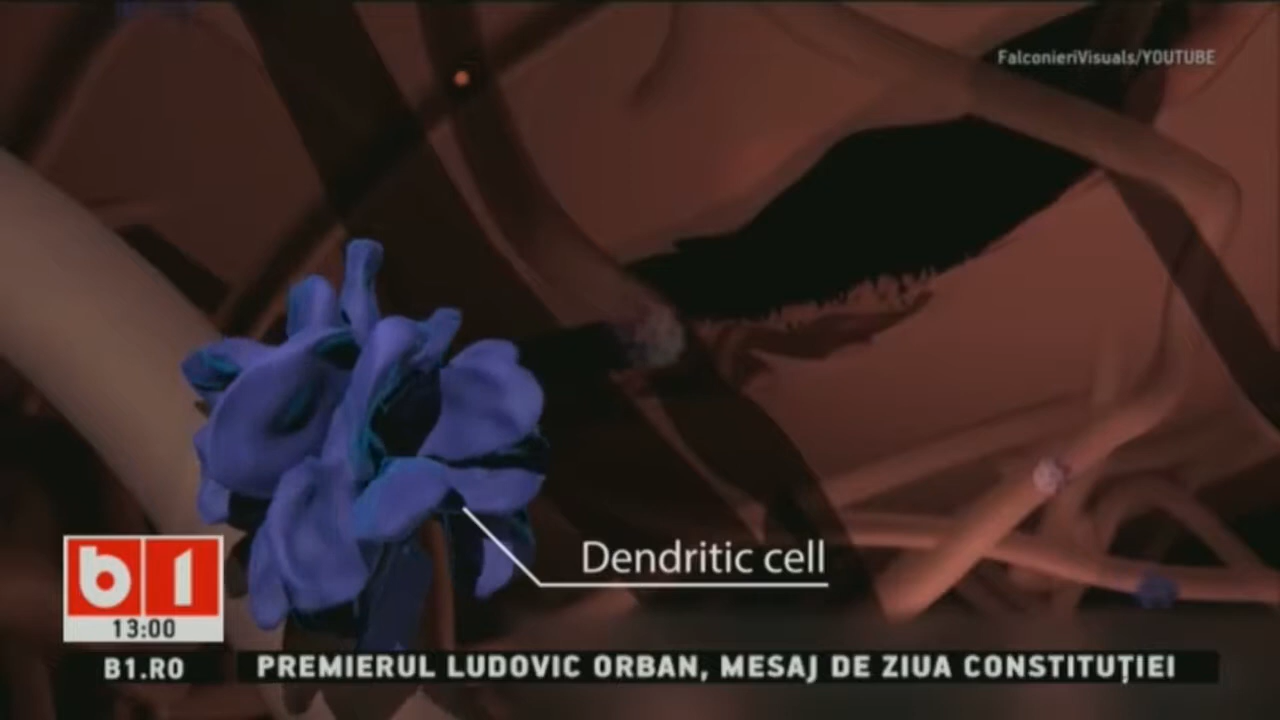 FalconieriVisuals/YOUTUBE
Dendritic cell
b1
13:00
B1.RO
PREMIERUL LUDOVIC ORBAN, MESAJ DE ZIUA CONSTITUȚIEI